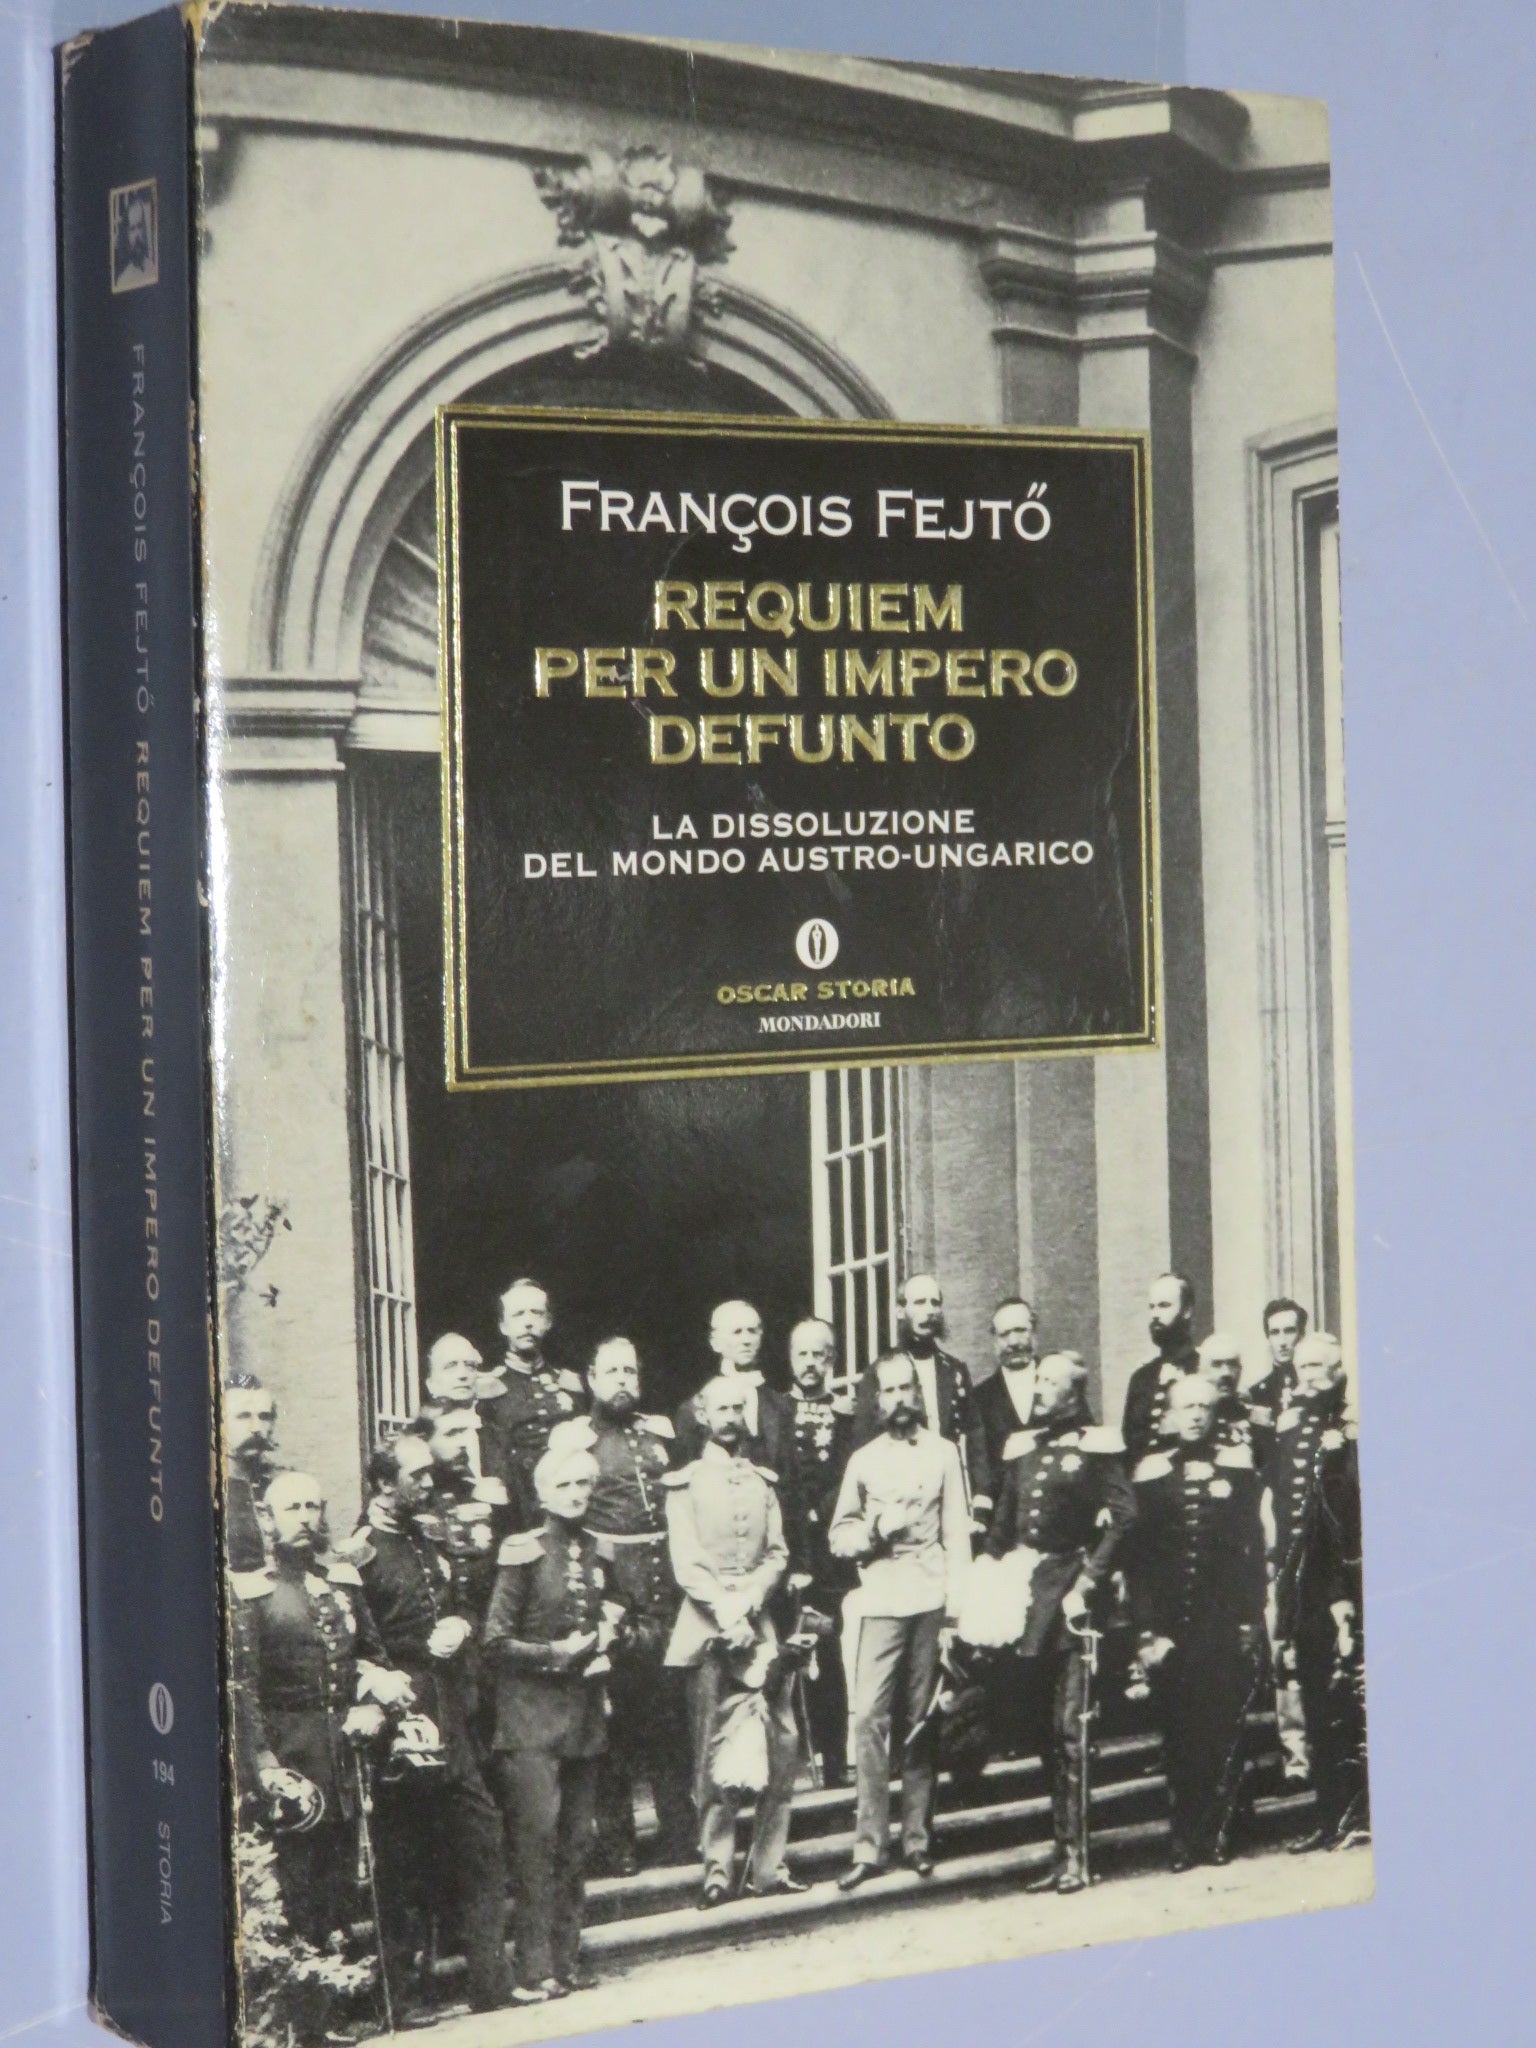 FRANÇOIS FEJTŐ
REQUIEM
PER UN IMPERO
DEFUNTO
LA DISSOLUZIONE
DEL MONDO AUSTRO-UNGARICO
OSCAR STORIA
MONDADORI
FRANÇOIS FEJTŐ REQUIEM PER UN IMPERO DEFUNTO
194
STORIA